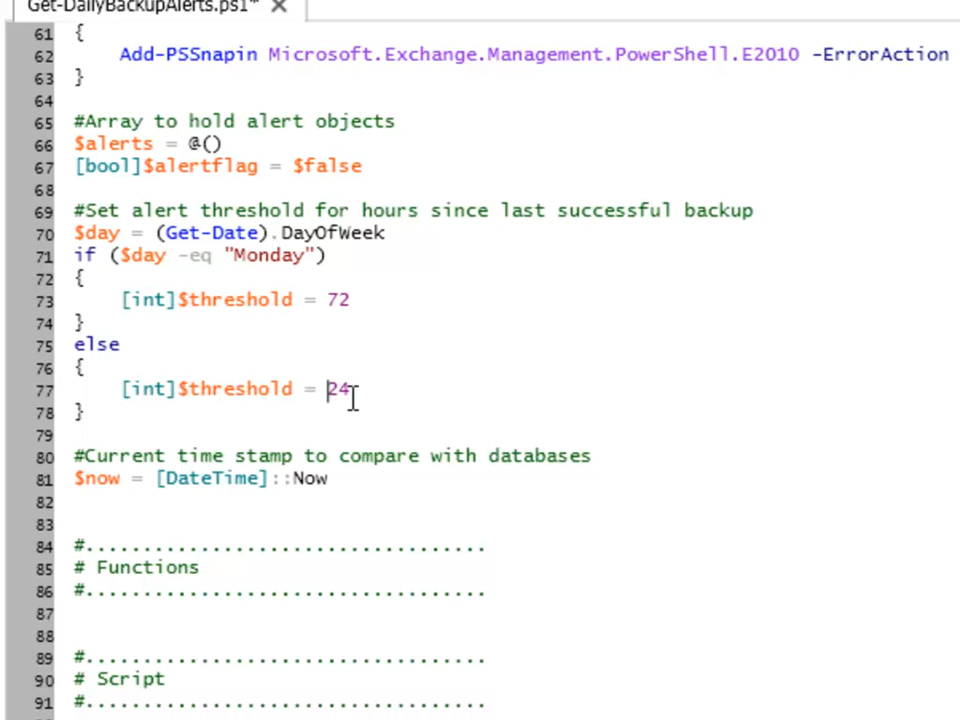 Get-DailyBackupAlerts.ps1* ✕
61 {
62     Add-PSSnapin Microsoft.Exchange.Management.PowerShell.E2010 -ErrorAction
63 }
64
65 #Array to hold alert objects
66 $alerts = @()
67 [bool]$alertflag = $false
68
69 #Set alert threshold for hours since last successful backup
70 $day = (Get-Date).DayOfWeek
71 if ($day -eq "Monday")
72 {
73     [int]$threshold = 72
74 }
75 else
76 {
77     [int]$threshold = 24
78 }
79
80 #Current time stamp to compare with databases
81 $now = [DateTime]::Now
82
83
84 #...................................
85 # Functions
86 #...................................
87
88
89 #...................................
90 # Script
91 #...................................